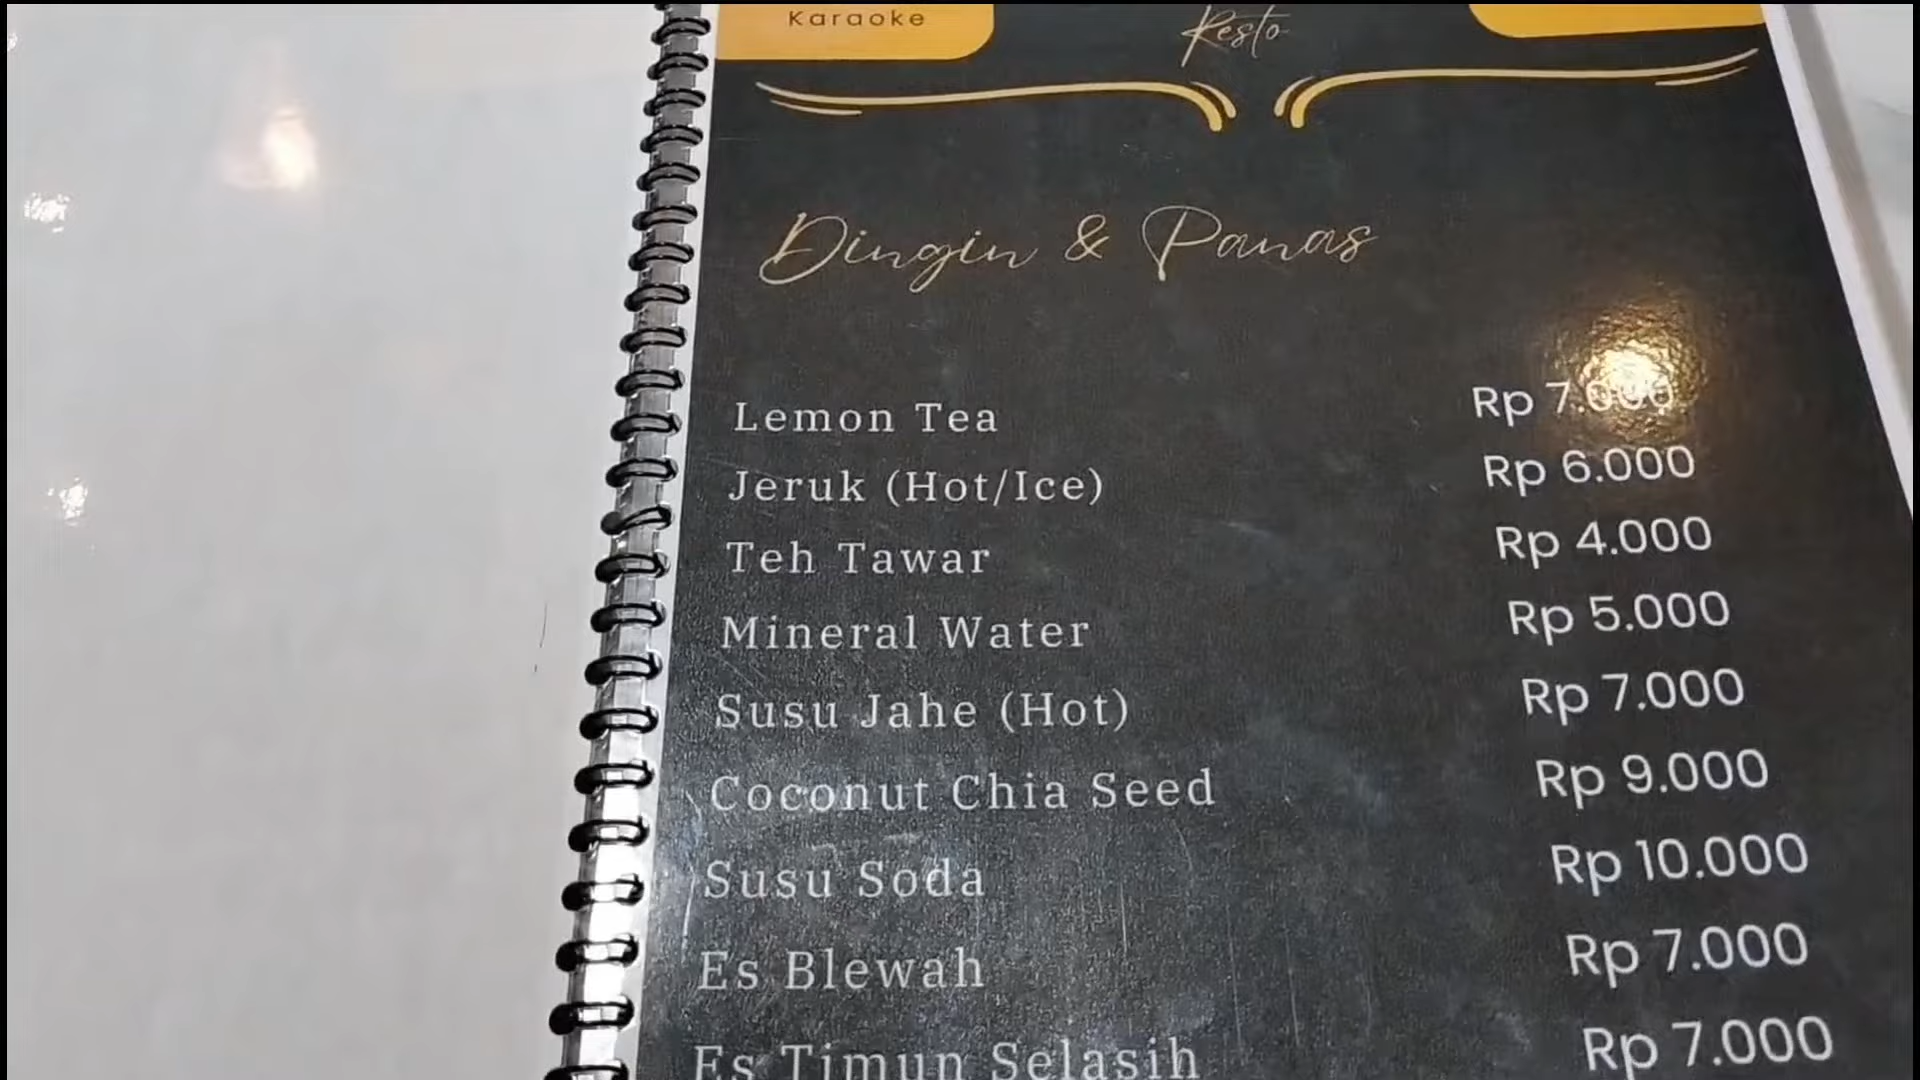 Karaoke
Resto
Dingin & Panas
Lemon Tea Rp 7.000
Jeruk (Hot/Ice) Rp 6.000
Teh Tawar Rp 4.000
Mineral Water Rp 5.000
Susu Jahe (Hot) Rp 7.000
Coconut Chia Seed Rp 9.000
Susu Soda Rp 10.000
Es Blewah Rp 7.000
Es Timun Selasih Rp 7.000